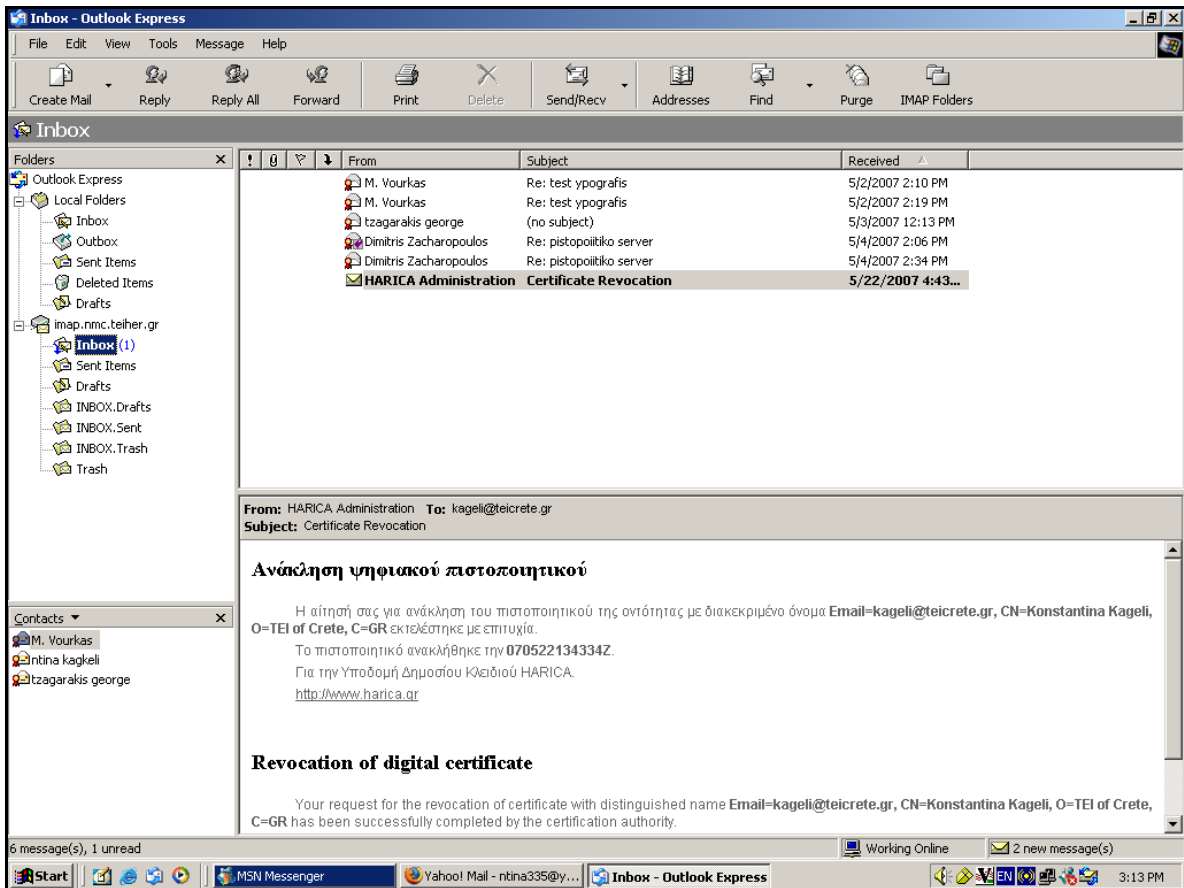 Inbox - Outlook Express
File Edit View Tools Message Help
Create Mail Reply Reply All Forward Print Delete Send/Recv Addresses Find Purge IMAP Folders
Inbox
Folders
Outlook Express
Local Folders
Inbox
Outbox
Sent Items
Deleted Items
Drafts
imap.nmc.teiher.gr
Inbox (1)
Sent Items
Drafts
INBOX.Drafts
INBOX.Sent
INBOX.Trash
Trash
Contacts
M. Vourkas
ntina kagkeli
tzagarakis george
From Subject Received
M. Vourkas Re: test ypografis 5/2/2007 2:10 PM
M. Vourkas Re: test ypografis 5/2/2007 2:19 PM
tzagarakis george (no subject) 5/3/2007 12:13 PM
Dimitris Zacharopoulos Re: pistopoiitiko server 5/4/2007 2:06 PM
Dimitris Zacharopoulos Re: pistopoiitiko server 5/4/2007 2:34 PM
HARICA Administration Certificate Revocation 5/22/2007 4:43...
From: HARICA Administration To: kageli@teicrete.gr
Subject: Certificate Revocation
Ανάκληση ψηφιακού πιστοποιητικού
Η αίτησή σας για ανάκληση του πιστοποιητικού της οντότητας με διακεκριμένο όνομα Email=kageli@teicrete.gr, CN=Konstantina Kageli,
O=TEI of Crete, C=GR εκτελέστηκε με επιτυχία.
Το πιστοποιητικό ανακλήθηκε την 070522134334Z.
Για την Υποδομή Δημοσίου Κλειδιού HARICA.
http://www.harica.gr
Revocation of digital certificate
Your request for the revocation of certificate with distinguished name Email=kageli@teicrete.gr, CN=Konstantina Kageli, O=TEI of Crete,
C=GR has been successfully completed by the certification authority.
6 message(s), 1 unread
Working Online
2 new message(s)
Start
MSN Messenger
Yahoo! Mail - ntina335@y...
Inbox - Outlook Express
EN
3:13 PM